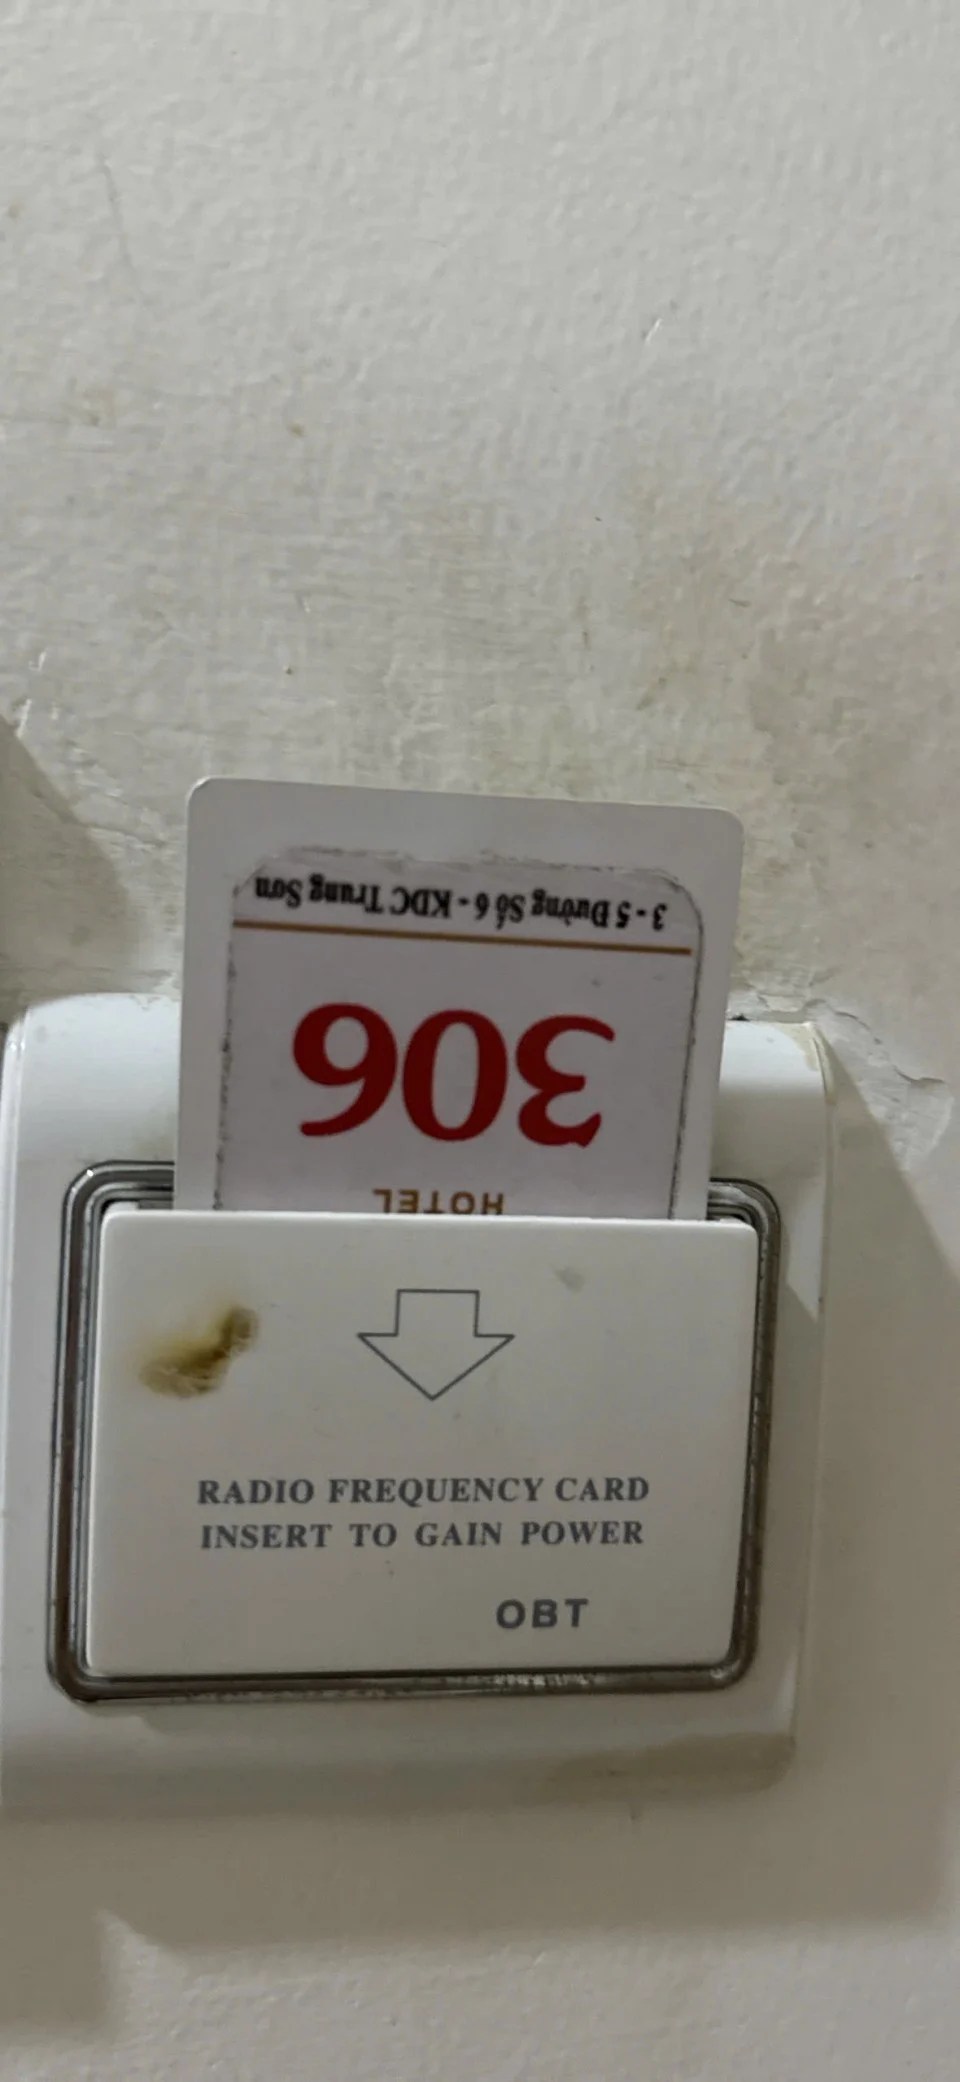 3 - 5 Đường Số 6 - KDC Trung Sơn
306
HOTEL
RADIO FREQUENCY CARD
INSERT TO GAIN POWER
OBT